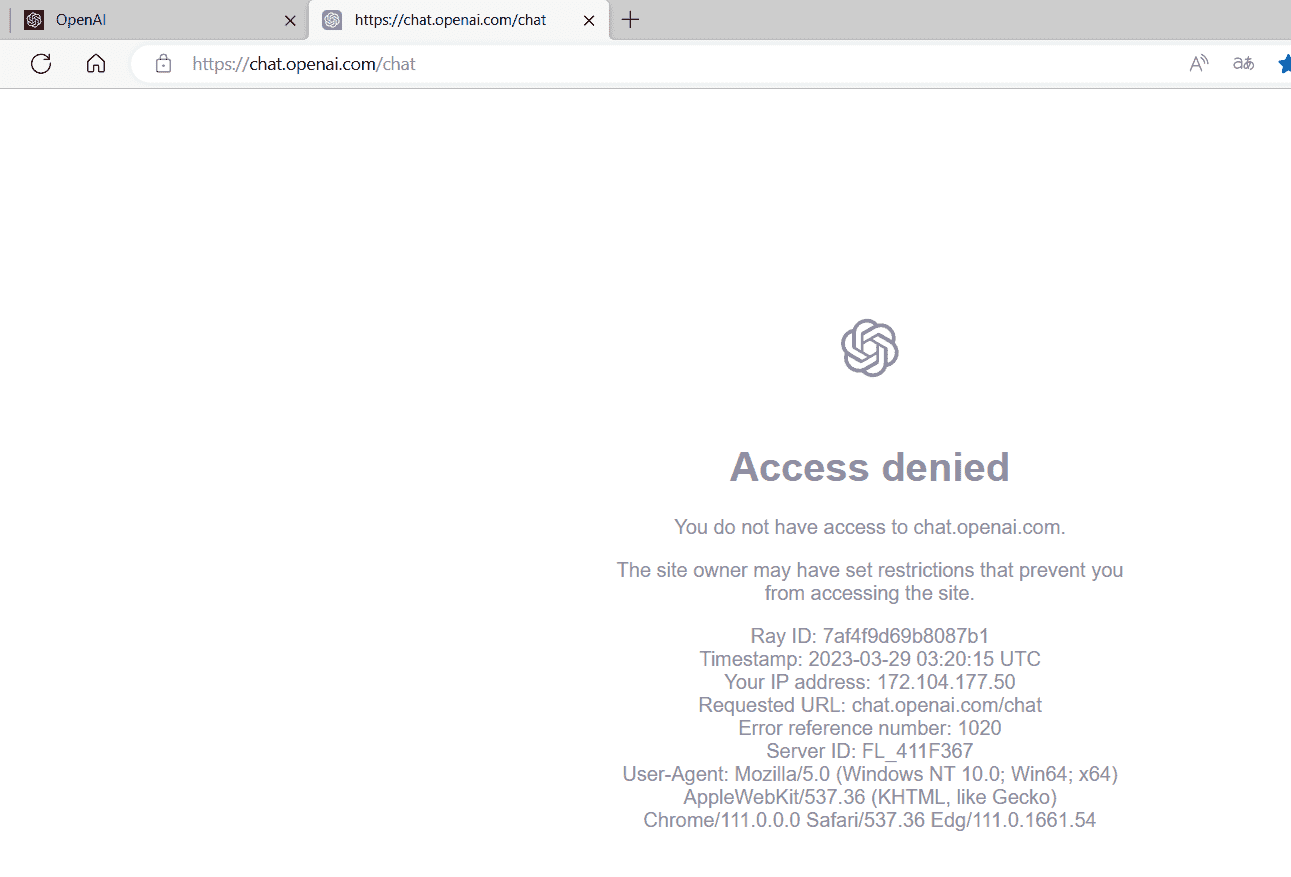 OpenAI
https://chat.openai.com/chat
https://chat.openai.com/chat
Access denied
You do not have access to chat.openai.com.
The site owner may have set restrictions that prevent you
from accessing the site.
Ray ID: 7af4f9d69b8087b1
Timestamp: 2023-03-29 03:20:15 UTC
Your IP address: 172.104.177.50
Requested URL: chat.openai.com/chat
Error reference number: 1020
Server ID: FL_411F367
User-Agent: Mozilla/5.0 (Windows NT 10.0; Win64; x64)
AppleWebKit/537.36 (KHTML, like Gecko)
Chrome/111.0.0.0 Safari/537.36 Edg/111.0.1661.54